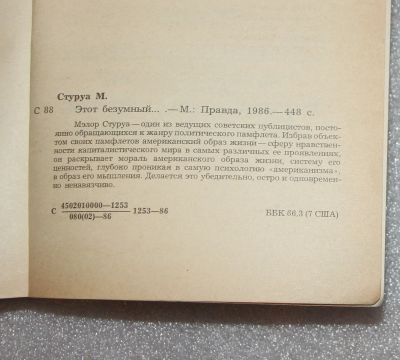 Стуруа М.
С 88 Этот безумный... .—М.: Правда, 1986.—448 с.
Мэлор Стуруа—один из ведущих советских публицистов, посто-
янно обращающихся к жанру политического памфлета. Избрав объек-
том своих памфлетов американский образ жизни—сферу нравствен-
ности капиталистического мира в самых различных ее проявлениях,
он раскрывает мораль американского образа жизни, систему его
ценностей, глубоко проникая в самую психологию «американизма»,
в образ его мышления. Делается это убедительно, остро и одновремен-
но ненавязчиво.
С 4502010000—1253
080(02)—86 1253—86 ББК 66.3 (7 США)